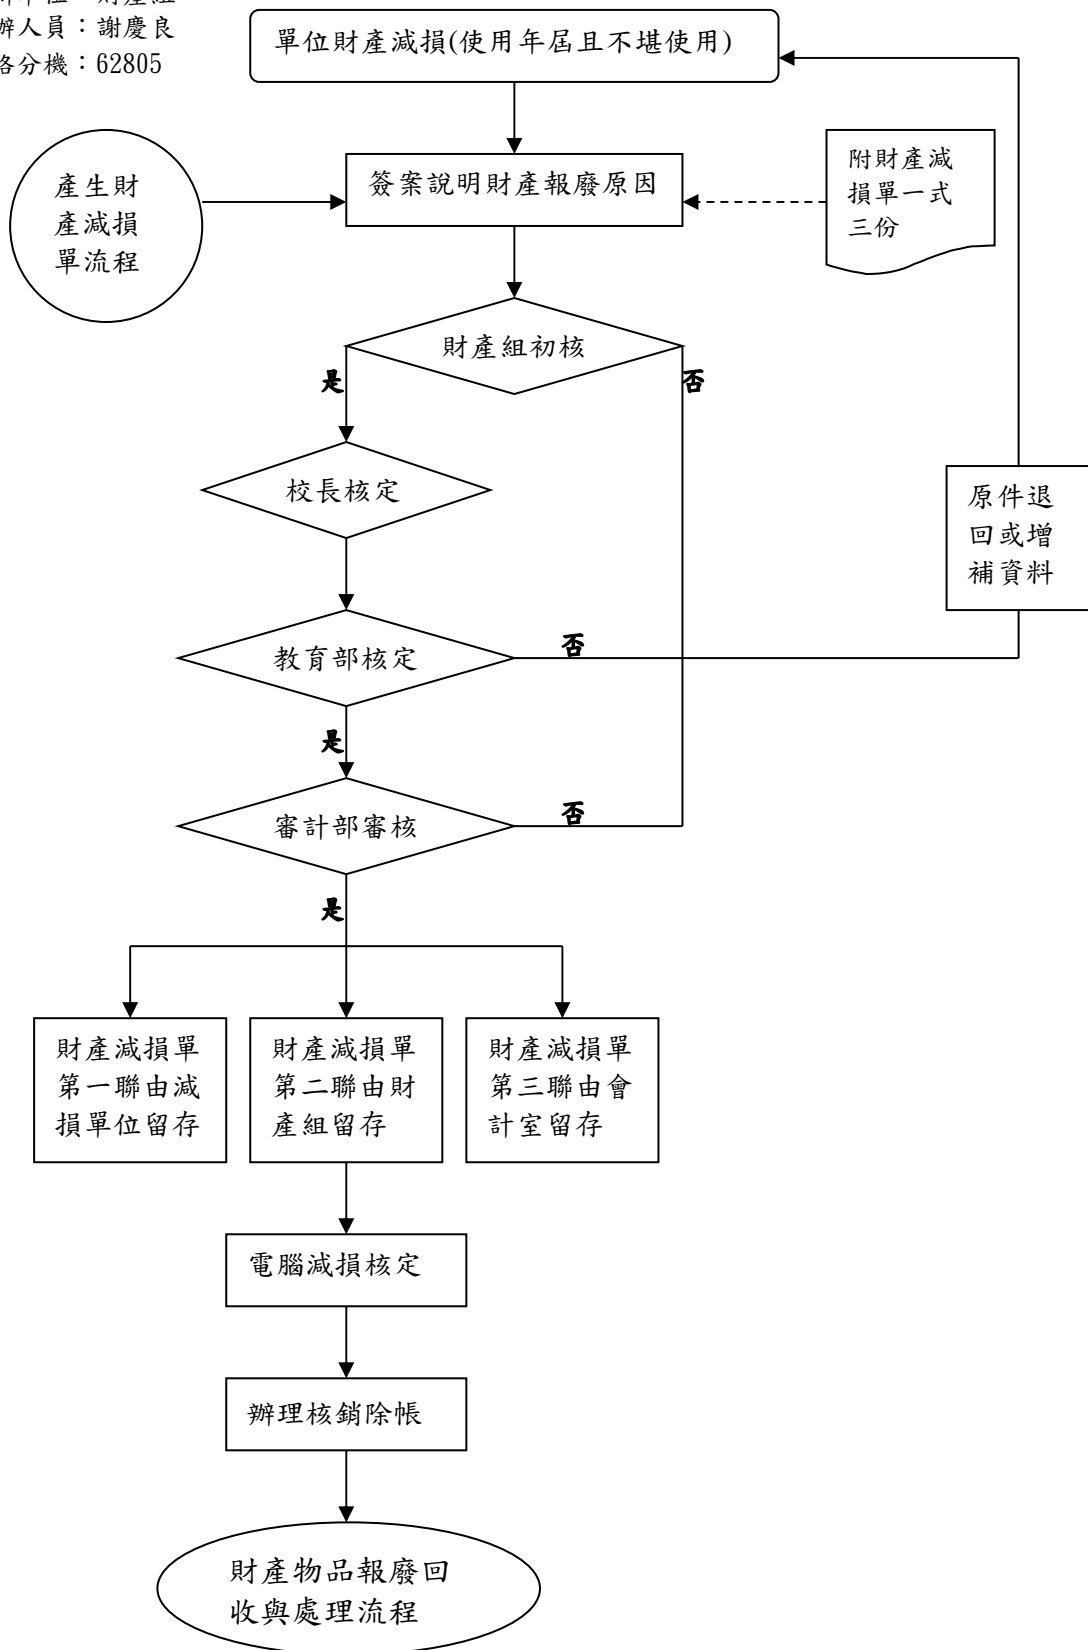 辦人員：謝慶良
絡分機：62805
單位財產減損(使用年屆且不堪使用)
產生財
產減損
單流程
簽案說明財產報廢原因
附財產減
損單一式
三份
財產組初核
是
否
校長核定
原件退
回或增
補資料
教育部核定
否
是
審計部審核
否
是
財產減損單
第一聯由減
損單位留存
財產減損單
第二聯由財
產組留存
財產減損單
第三聯由會
計室留存
電腦減損核定
辦理核銷除帳
財產物品報廢回
收與處理流程